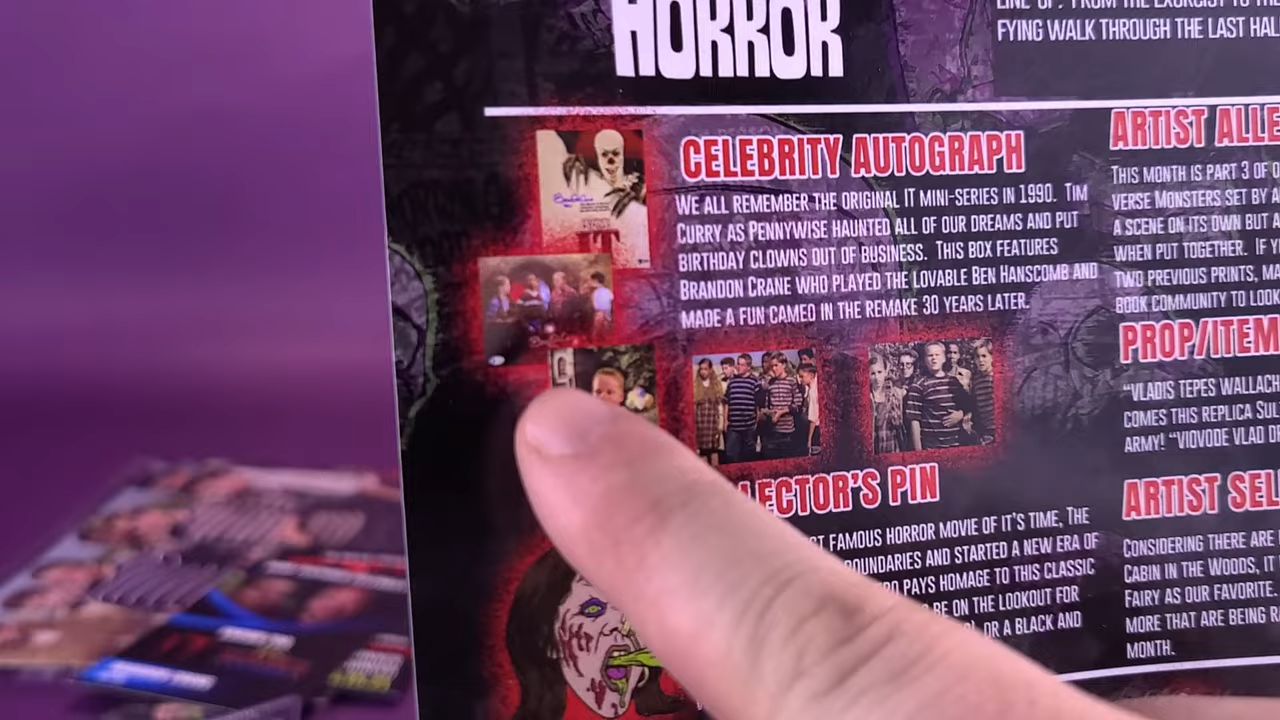 LINE-UP. FROM THE EXORCIST TO THE
FYING WALK THROUGH THE LAST HAL
HORROR
CELEBRITY AUTOGRAPH
WE ALL REMEMBER THE ORIGINAL IT MINI-SERIES IN 1990. TIM
CURRY AS PENNYWISE HAUNTED ALL OF OUR DREAMS AND PUT
BIRTHDAY CLOWNS OUT OF BUSINESS. THIS BOX FEATURES
BRANDON CRANE WHO PLAYED THE LOVABLE BEN HANSCOMB AND
MADE A FUN CAMEO IN THE REMAKE 30 YEARS LATER.
IT
LECTOR'S PIN
ST FAMOUS HORROR MOVIE OF IT'S TIME, THE
BOUNDARIES AND STARTED A NEW ERA OF
RO PAYS HOMAGE TO THIS CLASSIC
BE ON THE LOOKOUT FOR
OR A BLACK AND
ARTIST ALLE
THIS MONTH IS PART 3 OF O
VERSE MONSTERS SET BY A
A SCENE ON ITS OWN BUT A
WHEN PUT TOGETHER. IF Y
TWO PREVIOUS PRINTS, MA
BOOK COMMUNITY TO LOOK
PROP/ITEM
"VLADIS TEPES WALLACH
COMES THIS REPLICA SUL
ARMY! "VIOVODE VLAD DR
ARTIST SEL
CONSIDERING THERE ARE
CABIN IN THE WOODS, IT
FAIRY AS OUR FAVORITE.
MORE THAT ARE BEING R
MONTH.